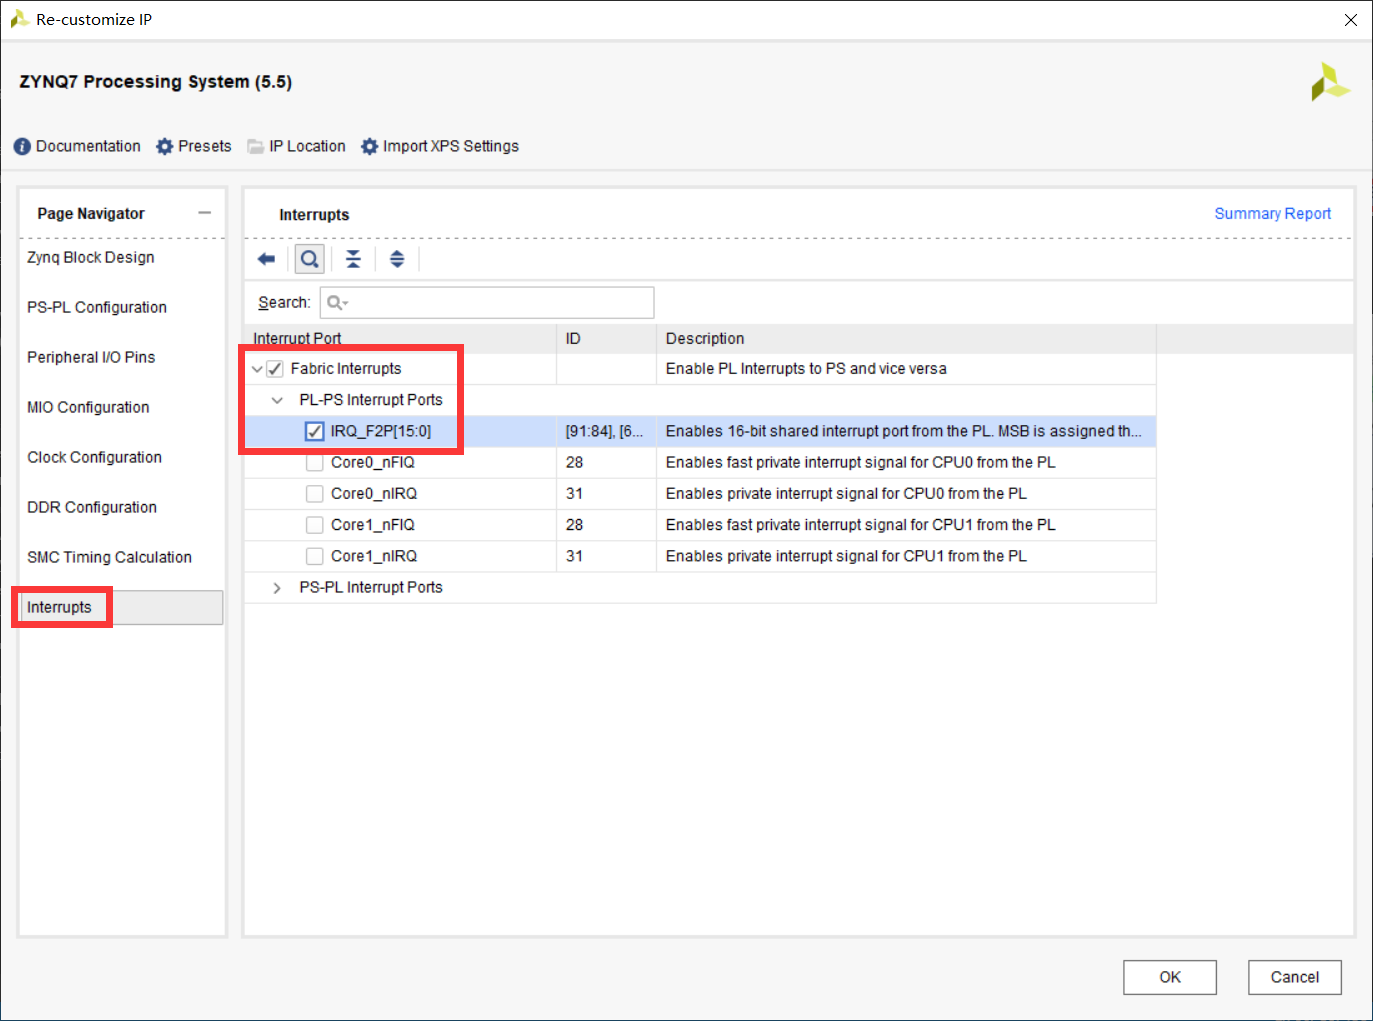 Re-customize IP
ZYNQ7 Processing System (5.5)
Documentation Presets IP Location Import XPS Settings
Page Navigator
Zynq Block Design
PS-PL Configuration
Peripheral I/O Pins
MIO Configuration
Clock Configuration
DDR Configuration
SMC Timing Calculation
Interrupts
Interrupts Summary Report
Search:
Interrupt Port ID Description
Fabric Interrupts Enable PL Interrupts to PS and vice versa
PL-PS Interrupt Ports
IRQ_F2P[15:0] [91:84], [6... Enables 16-bit shared interrupt port from the PL. MSB is assigned th...
Core0_nFIQ 28 Enables fast private interrupt signal for CPU0 from the PL
Core0_nIRQ 31 Enables private interrupt signal for CPU0 from the PL
Core1_nFIQ 28 Enables fast private interrupt signal for CPU1 from the PL
Core1_nIRQ 31 Enables private interrupt signal for CPU1 from the PL
PS-PL Interrupt Ports
OK Cancel